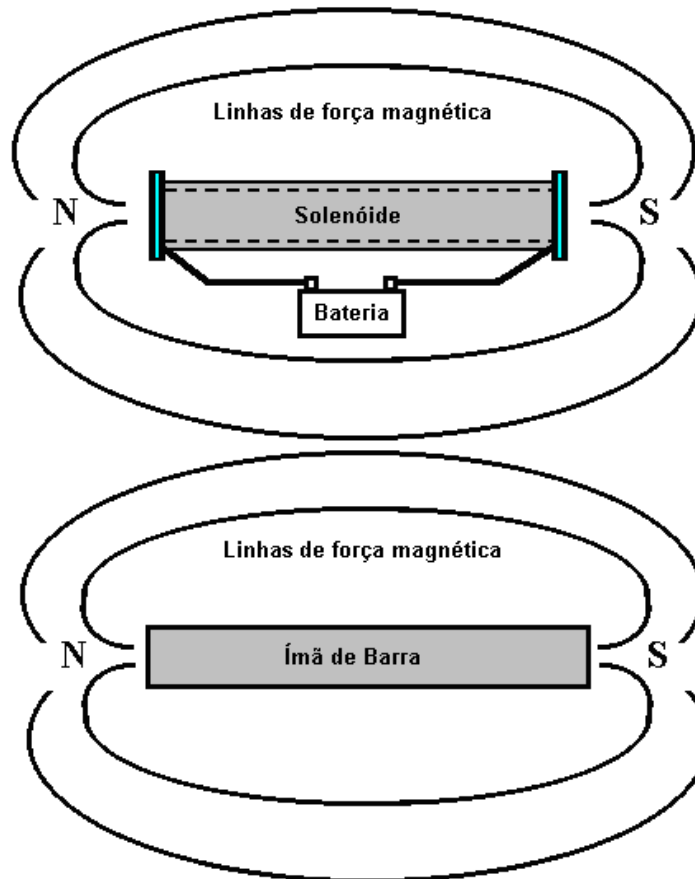 Linhas de força magnética
N
Solenóide
S
Bateria
Linhas de força magnética
N
Ímã de Barra
S